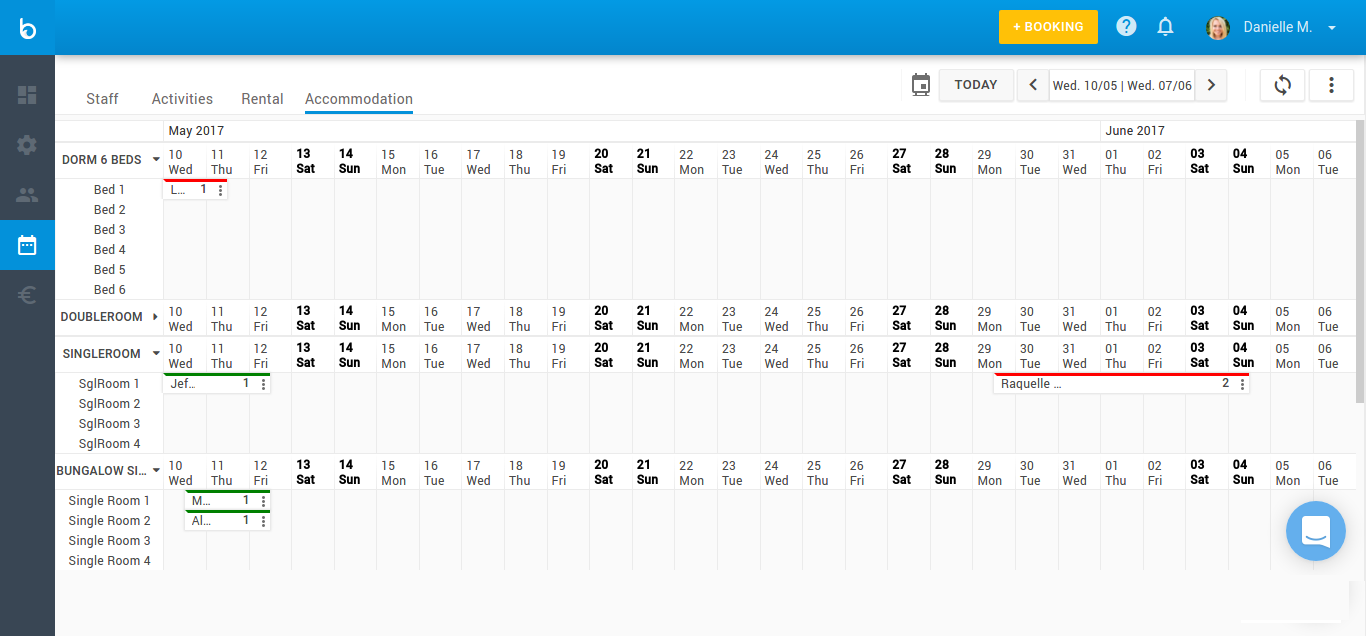 b
+ BOOKING
?
Danielle M.
Staff Activities Rental Accommodation
TODAY
Wed. 10/05 | Wed. 07/06
May 2017 June 2017
DORM 6 BEDS
10 11 12 13 14 15 16 17 18 19 20 21 22 23 24 25 26 27 28 29 30 31 01 02 03 04 05 06
Wed Thu Fri Sat Sun Mon Tue Wed Thu Fri Sat Sun Mon Tue Wed Thu Fri Sat Sun Mon Tue Wed Thu Fri Sat Sun Mon Tue
Bed 1 L... 1
Bed 2
Bed 3
Bed 4
Bed 5
Bed 6
DOUBLEROOM
10 11 12 13 14 15 16 17 18 19 20 21 22 23 24 25 26 27 28 29 30 31 01 02 03 04 05 06
Wed Thu Fri Sat Sun Mon Tue Wed Thu Fri Sat Sun Mon Tue Wed Thu Fri Sat Sun Mon Tue Wed Thu Fri Sat Sun Mon Tue
SINGLEROOM
10 11 12 13 14 15 16 17 18 19 20 21 22 23 24 25 26 27 28 29 30 31 01 02 03 04 05 06
Wed Thu Fri Sat Sun Mon Tue Wed Thu Fri Sat Sun Mon Tue Wed Thu Fri Sat Sun Mon Tue Wed Thu Fri Sat Sun Mon Tue
SglRoom 1 Jef... 1 Raquelle ... 2
SglRoom 2
SglRoom 3
SglRoom 4
BUNGALOW SI...
10 11 12 13 14 15 16 17 18 19 20 21 22 23 24 25 26 27 28 29 30 31 01 02 03 04 05 06
Wed Thu Fri Sat Sun Mon Tue Wed Thu Fri Sat Sun Mon Tue Wed Thu Fri Sat Sun Mon Tue Wed Thu Fri Sat Sun Mon Tue
Single Room 1 M... 1
Single Room 2 Al... 1
Single Room 3
Single Room 4